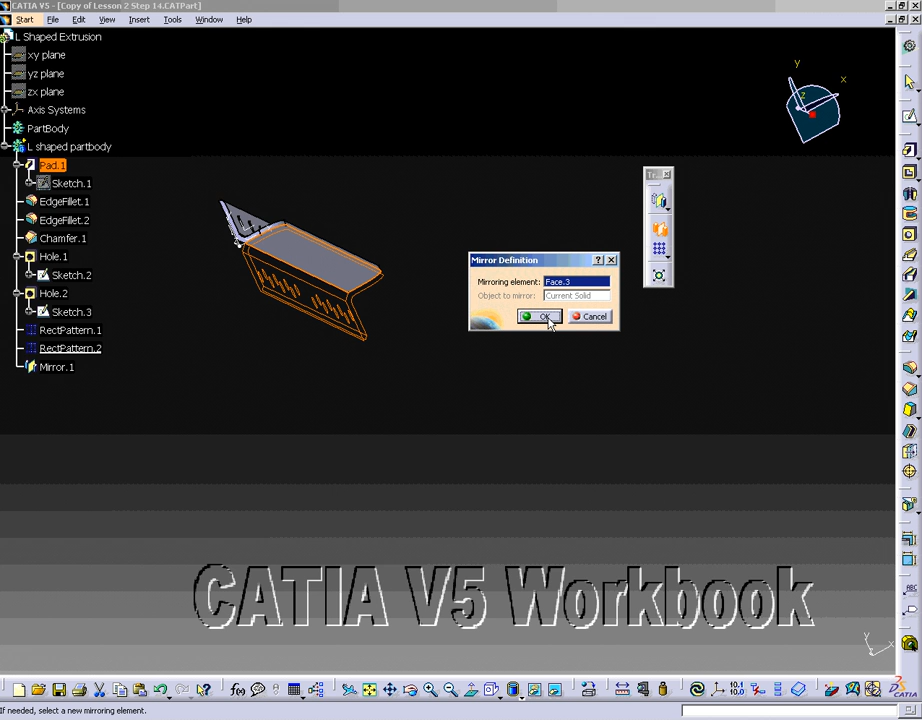 CATIA V5 - [Copy of Lesson 2 Step 14.CATPart]
Start File Edit View Insert Tools Window Help
L Shaped Extrusion
xy plane
yz plane
zx plane
Axis Systems
PartBody
L shaped partbody
Pad.1
Sketch.1
EdgeFillet.1
EdgeFillet.2
Chamfer.1
Hole.1
Sketch.2
Hole.2
Sketch.3
RectPattern.1
RectPattern.2
Mirror.1
y
x
z
Tr...
Mirror Definition
Mirroring element: Face.3
Object to mirror: Current Solid
OK Cancel
CATIA V5 Workbook
y
x
If needed, select a new mirroring element.